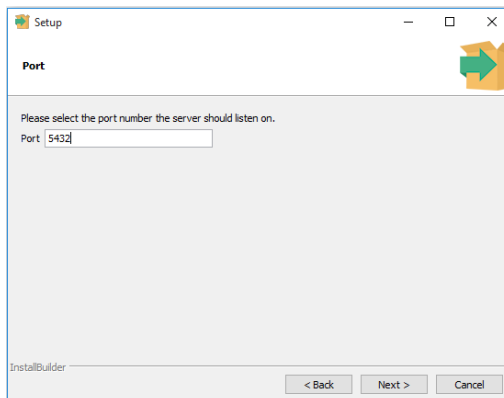 Setup
Port
Please select the port number the server should listen on.
Port 5432
InstallBuilder
< Back Next > Cancel